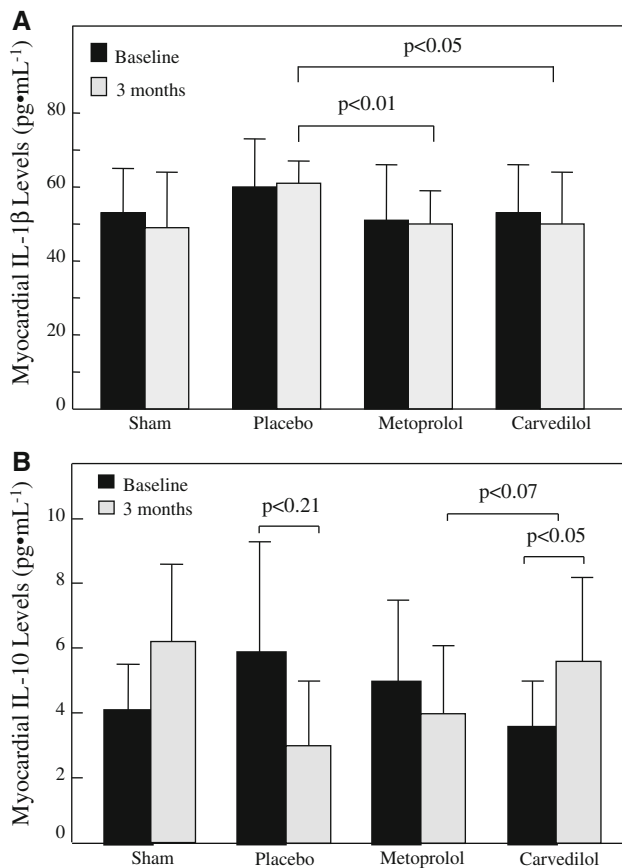 A
Myocardial IL-1β Levels (pg•mL⁻¹)
Baseline
3 months
p<0.05
p<0.01
80
60
40
20
0
Sham Placebo Metoprolol Carvedilol
B
Myocardial IL-10 Levels (pg•mL⁻¹)
Baseline
3 months
p<0.21
p<0.07
p<0.05
10
8
6
4
2
0
Sham Placebo Metoprolol Carvedilol